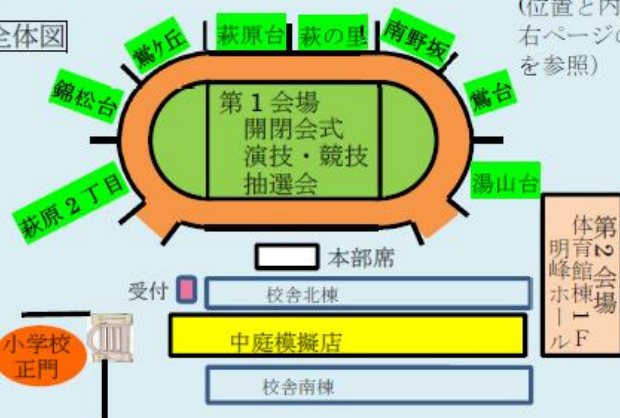 全体図
(位置と内
右ページの
を参照)
鶯ケ丘
萩原台
萩の里
南野坂
錦松台
鶯台
萩原2丁目
湯山台
第1会場
開閉会式
演技・競技
抽選会
本部席
受付
校舎北棟
中庭模擬店
校舎南棟
小学校
正門
第2会場
体育館棟1F
明峰ホール